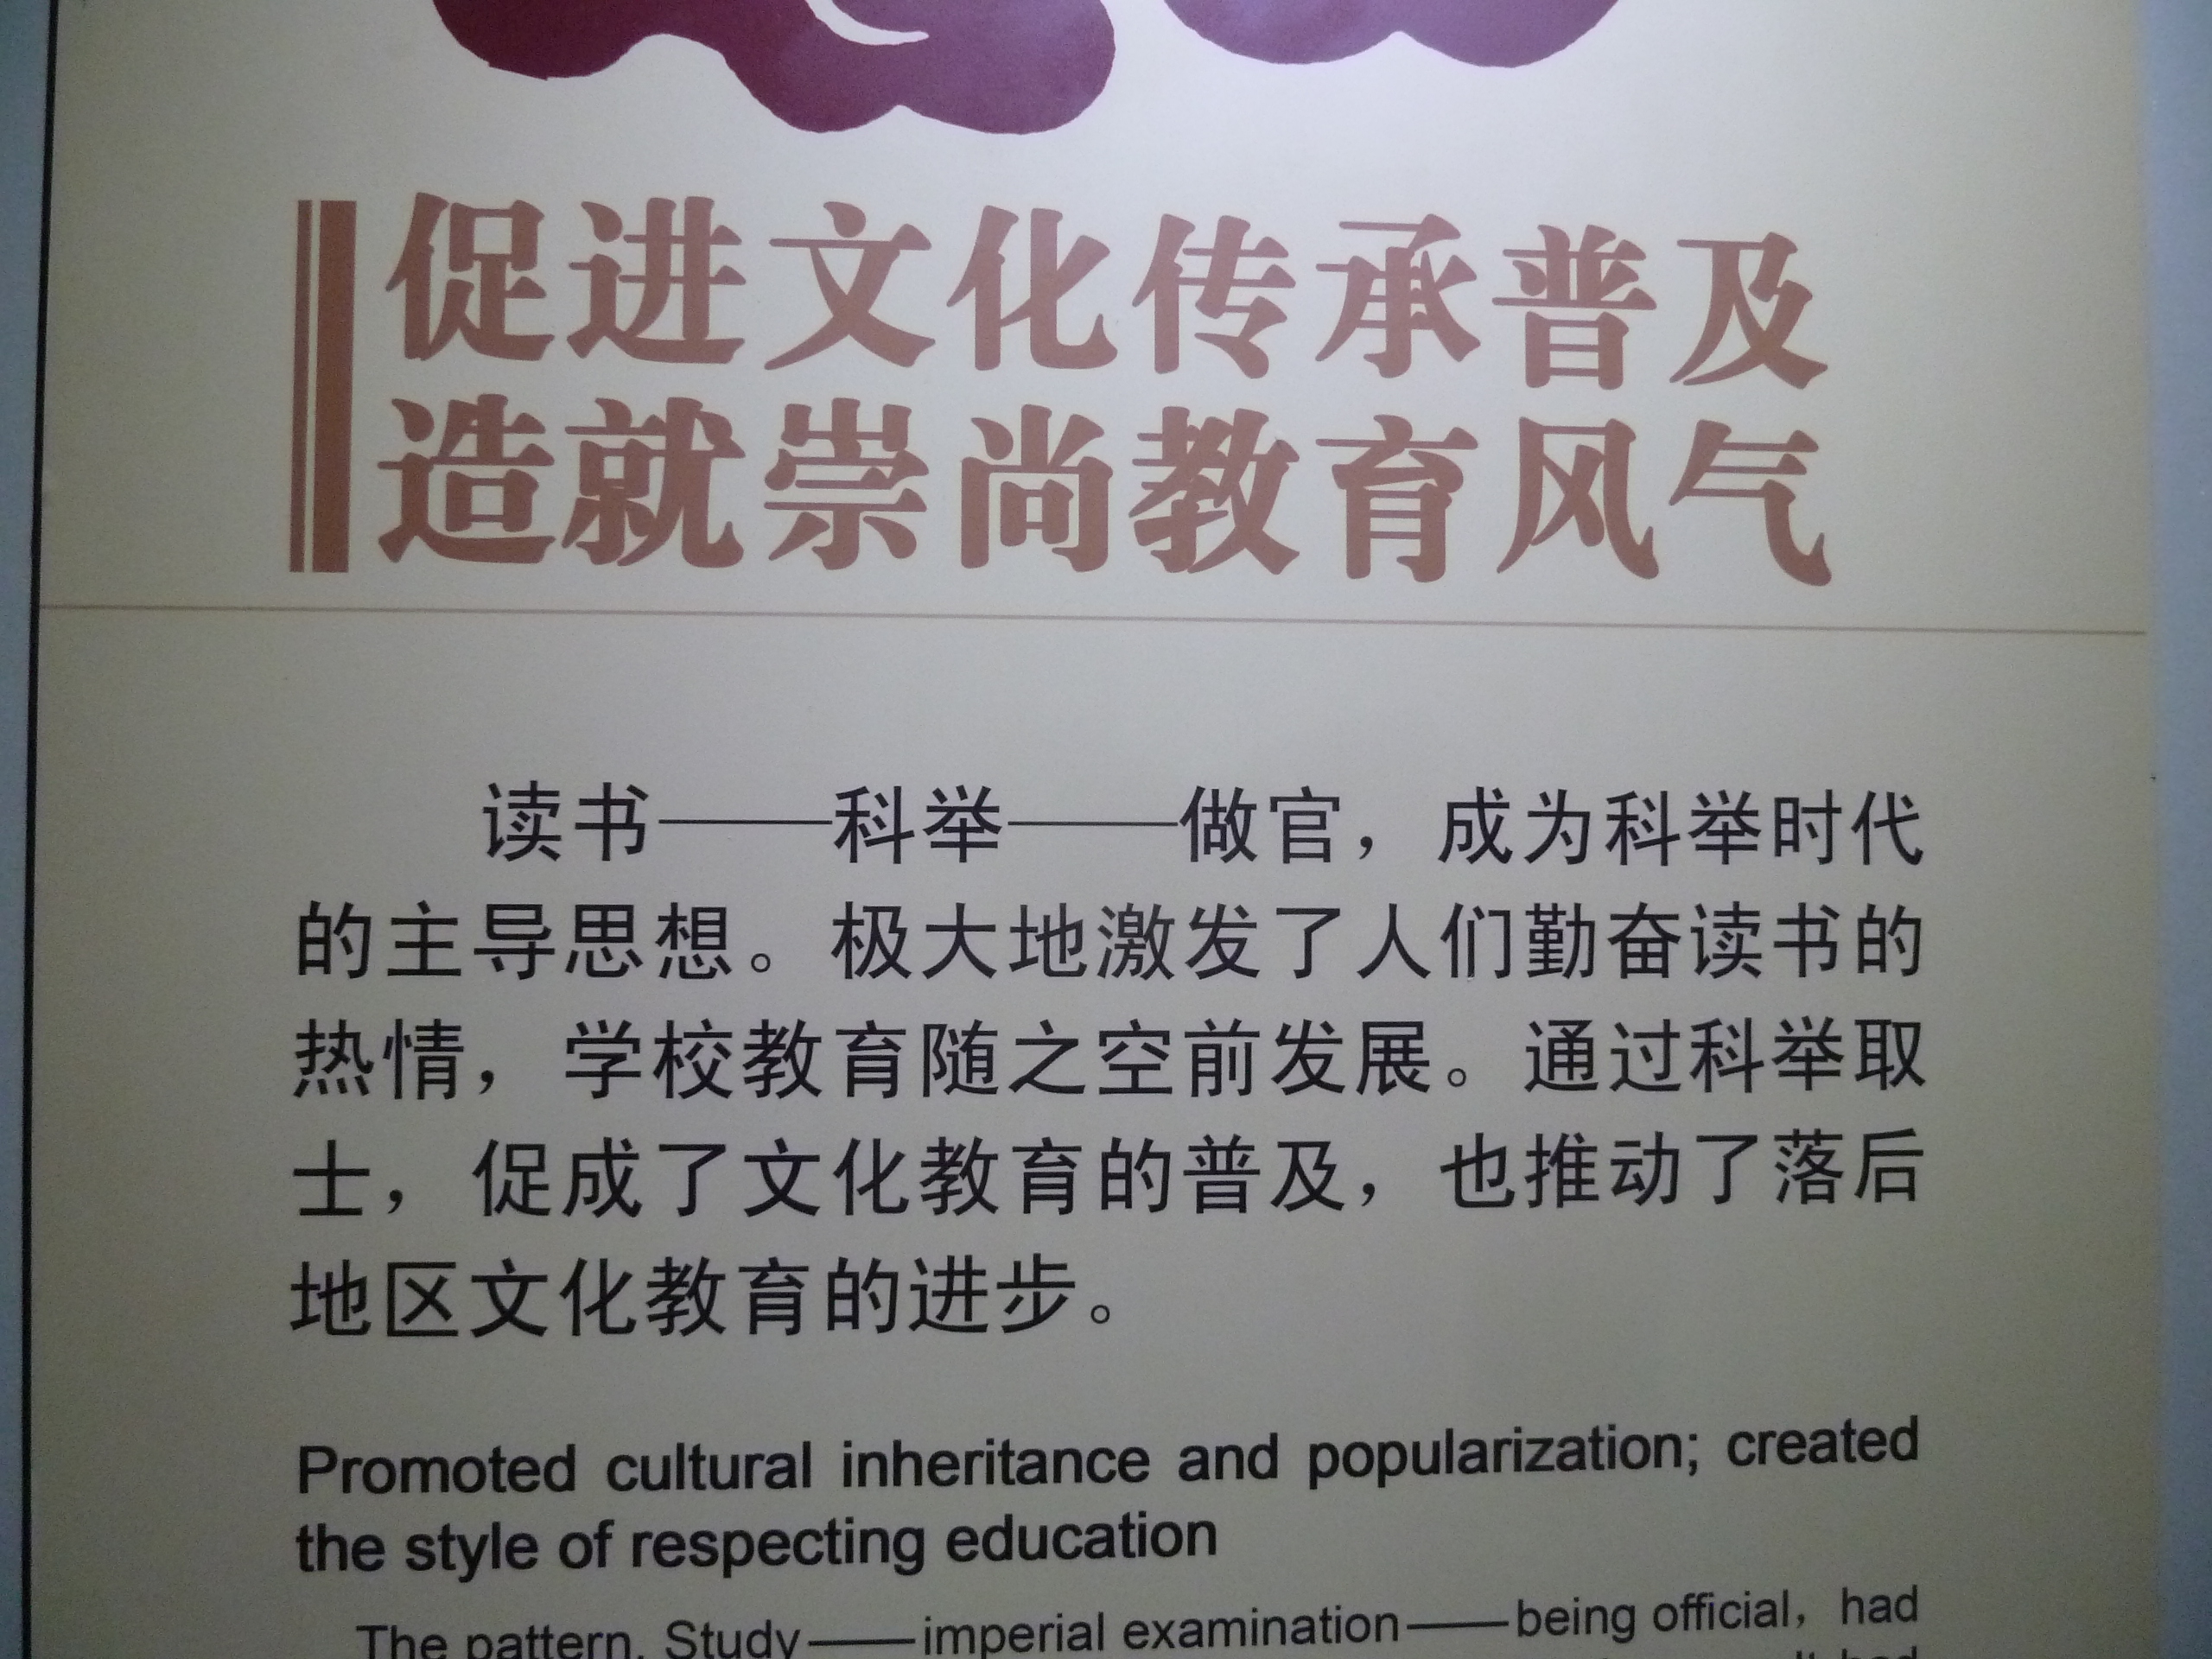 促进文化传承普及
造就崇尚教育风气
读书——科举——做官，成为科举时代
的主导思想。极大地激发了人们勤奋读书的
热情，学校教育随之空前发展。通过科举取
士，促成了文化教育的普及，也推动了落后
地区文化教育的进步。
Promoted cultural inheritance and popularization; created
the style of respecting education
The pattern, Study——imperial examination——being official, had